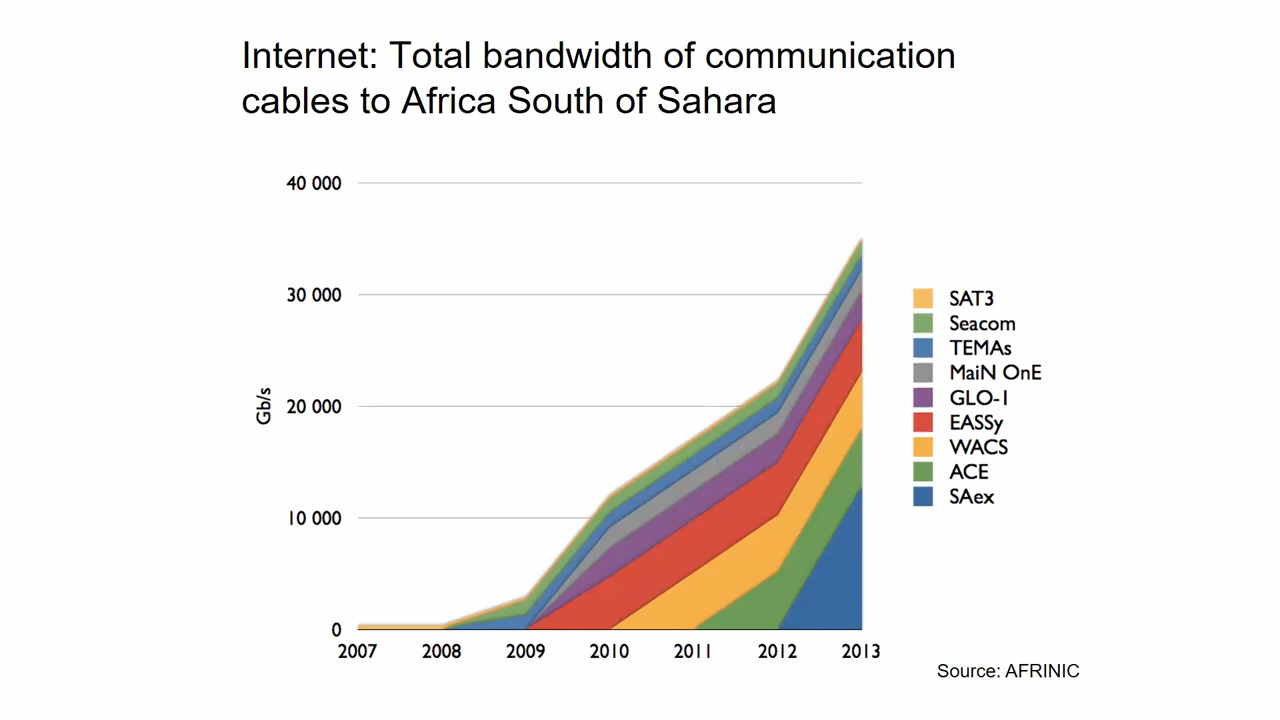 Internet: Total bandwidth of communication
cables to Africa South of Sahara
40 000
30 000
20 000
10 000
0
Gb/s
2007 2008 2009 2010 2011 2012 2013
SAT3
Seacom
TEMAs
MaiN OnE
GLO-1
EASSy
WACS
ACE
SAex
Source: AFRINIC